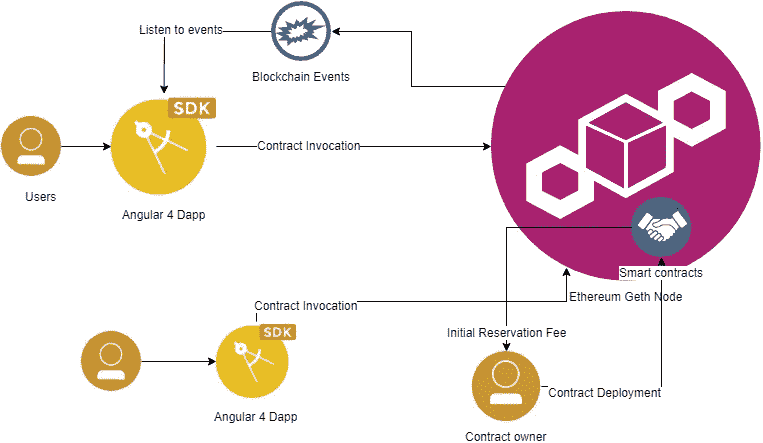 Listen to events
Blockchain Events
SDK
Contract Invocation
Users
Angular 4 Dapp
Smart contracts
Ethereum Geth Node
Contract Invocation
SDK
Initial Reservation Fee
Contract Deployment
Angular 4 Dapp
Contract owner